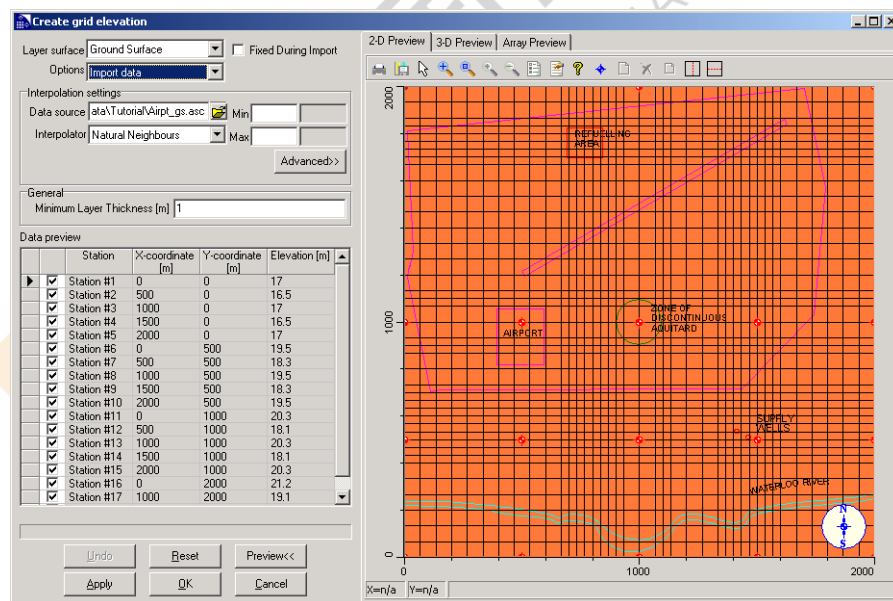 Create grid elevation
Layer surface Ground Surface Fixed During Import
Options Import data
Interpolation settings
Data source ata\Tutorial\Airpt_gs.asc Min
Interpolator Natural Neighbours Max
Advanced>>
General
Minimum Layer Thickness [m] 1
Data preview
Station X-coordinate [m] Y-coordinate [m] Elevation [m]
Station #1 0 0 17
Station #2 500 0 16.5
Station #3 1000 0 17
Station #4 1500 0 16.5
Station #5 2000 0 17
Station #6 0 500 19.5
Station #7 500 500 18.3
Station #8 1000 500 19.5
Station #9 1500 500 18.3
Station #10 2000 500 19.5
Station #11 0 1000 20.3
Station #12 500 1000 18.1
Station #13 1000 1000 20.3
Station #14 1500 1000 18.1
Station #15 2000 1000 20.3
Station #16 0 2000 21.2
Station #17 1000 2000 19.1
Undo Reset Preview<<
Apply OK Cancel
2-D Preview 3-D Preview Array Preview
2000
REFUELLING
AREA
1000
ZONE OF
DISCONTINUOUS
AQUITARD
AIRPORT
SUPPLY
WELLS
WATERLOO RIVER
N
S
0
0 1000 2000
X=n/a Y=n/a